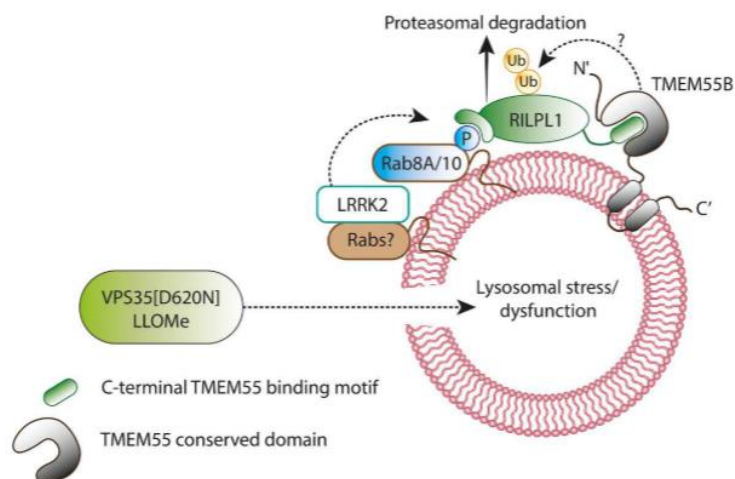 Proteasomal degradation
?
Ub
Ub
N'
TMEM55B
RILPL1
P
Rab8A/10
LRRK2
C'
Rabs?
VPS35[D620N]
LLOMe
Lysosomal stress/
dysfunction
C-terminal TMEM55 binding motif
TMEM55 conserved domain